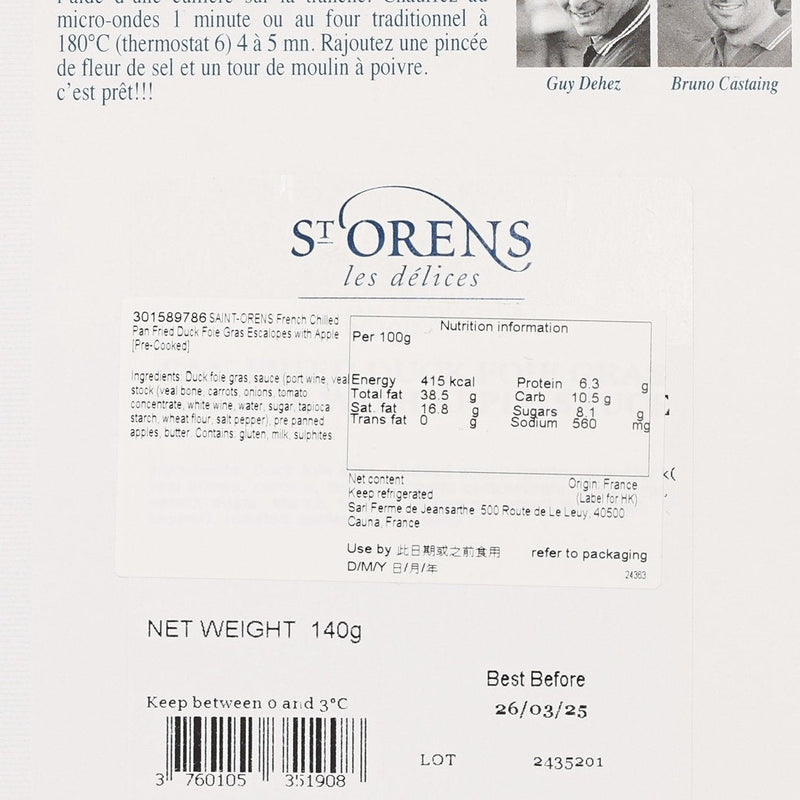 micro-ondes 1 minute ou au four traditionnel à
180°C (thermostat 6) 4 à 5 mn. Rajoutez une pincée
de fleur de sel et un tour de moulin à poivre.
c'est prêt!!!
Guy Dehez
Bruno Castaing
ST ORENS
les délices
301589786 SAINT-ORENS French Chilled
Pan Fried Duck Foie Gras Escalopes with Apple
[Pre-Cooked]
Ingredients: Duck foie gras, sauce (port wine, veal
stock (veal bone, carrots, onions, tomato
concentrate, white wine, water, sugar, tapioca
starch, wheat flour, salt pepper), pre panned
apples, butter. Contains: gluten, milk, sulphites
Nutrition information
Per 100g
Energy 415 kcal Protein 6.3 g
Total fat 38.5 g Carb 10.5 g
Sat. fat 16.8 g Sugars 8.1 g
Trans fat 0 g Sodium 560 mg
Net content Origin: France
Keep refrigerated (Label for HK)
Sarl Ferme de Jeansarthe 500 Route de Le Leuy, 40500
Cauna, France
Use by 此日期或之前食用 refer to packaging
D/M/Y 日/月/年 24363
NET WEIGHT 140g
Best Before
26/03/25
Keep between 0 and 3°C
LOT 2435201
3 760105 351908